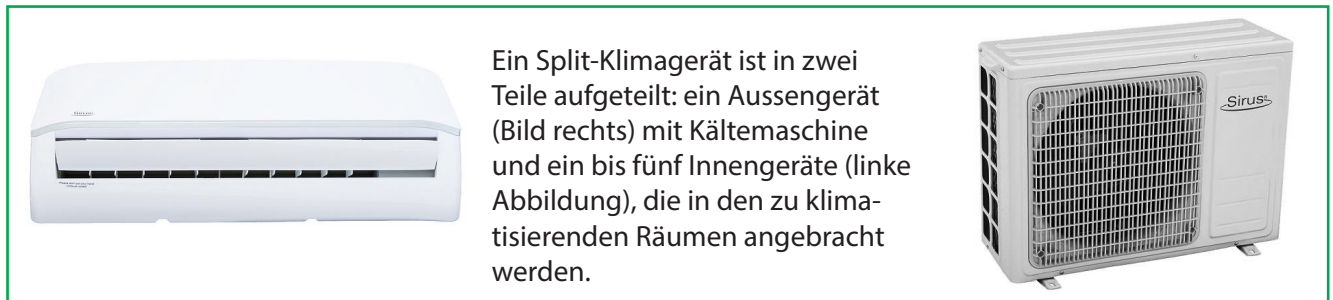 Ein Split-Klimagerät ist in zwei
Teile aufgeteilt: ein Aussengerät
(Bild rechts) mit Kältemaschine
und ein bis fünf Innengeräte (linke
Abbildung), die in den zu klima-
tisierenden Räumen angebracht
werden.
Sirus®